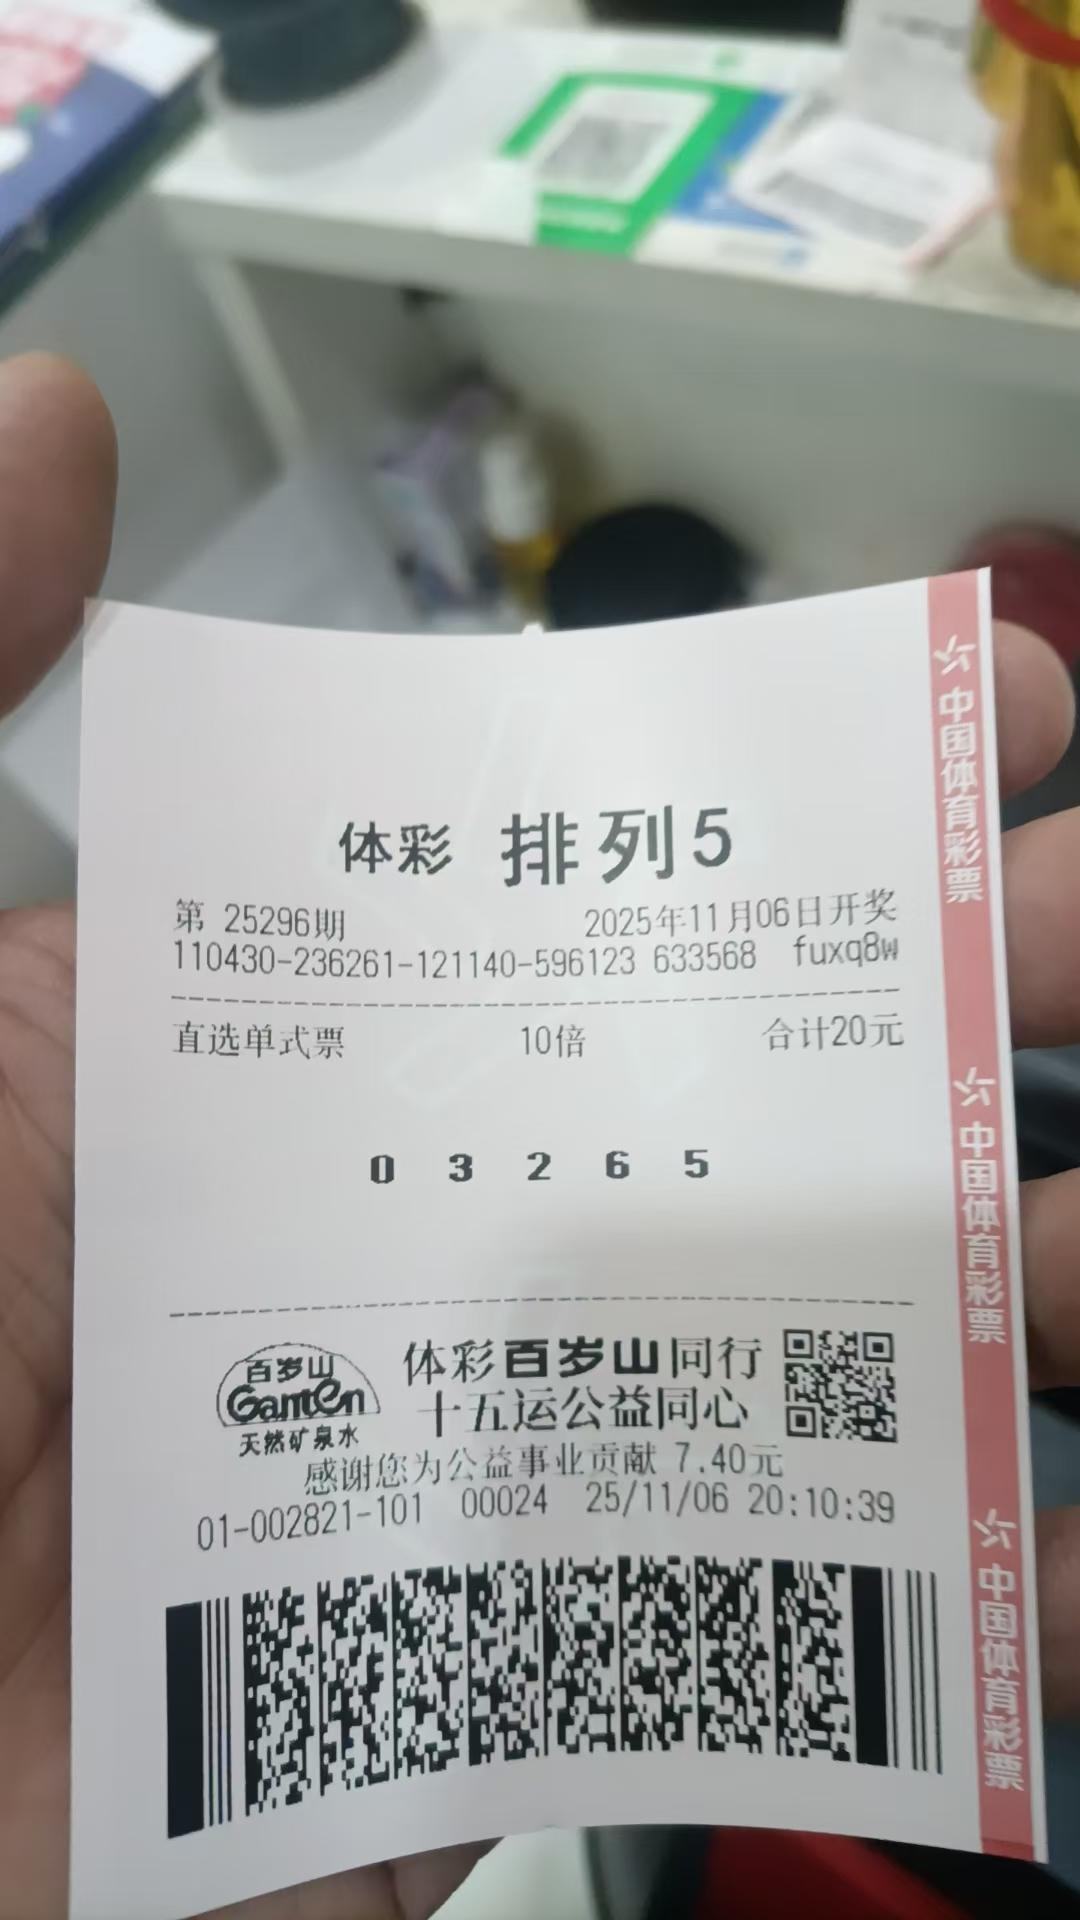 体彩 排列5
第 25296期 2025年11月06日开奖
110430-236261-121140-596123 633568 fuxq8w
直选单式票 10倍 合计20元
0 3 2 6 5
百岁山
Ganten
天然矿泉水
体彩百岁山同行
十五运公益同心
感谢您为公益事业贡献 7.40元
01-002821-101 00024 25/11/06 20:10:39
中国体育彩票
中国体育彩票
中国体育彩票